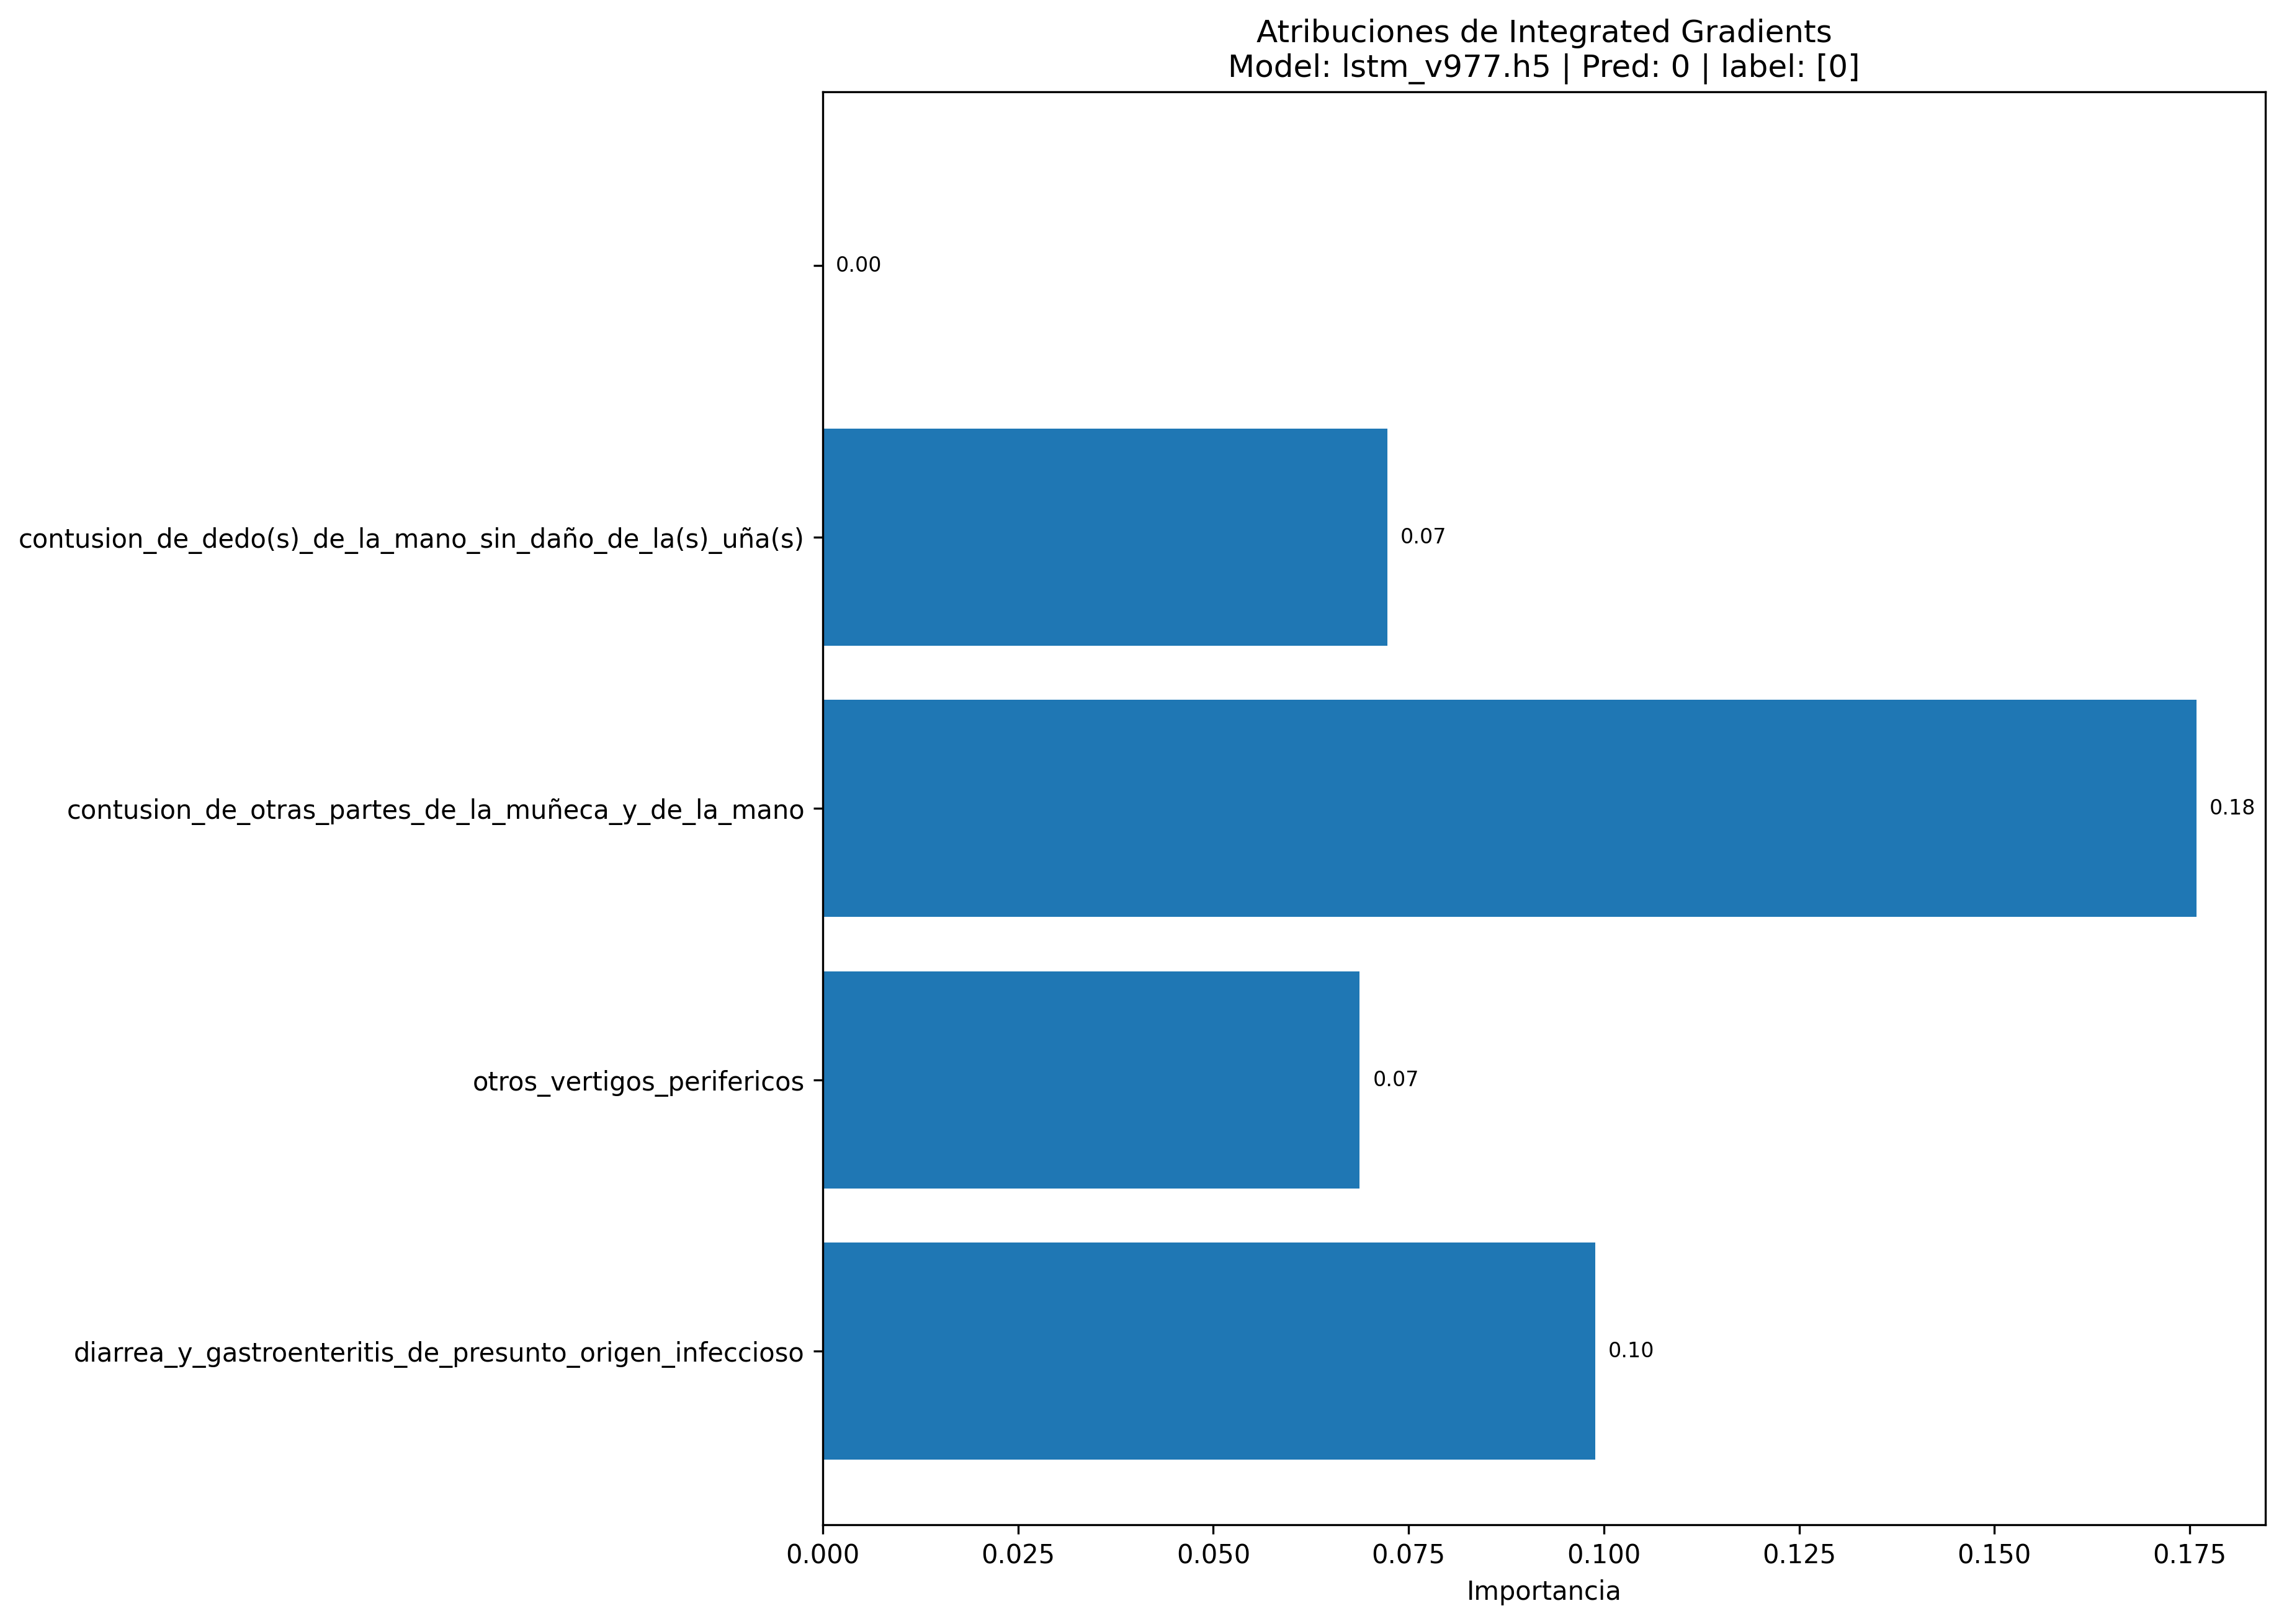 Atribuciones de Integrated Gradients
Model: lstm_v977.h5 | Pred: 0 | label: [0]
0.00
contusion_de_dedo(s)_de_la_mano_sin_daño_de_la(s)_uña(s)
0.07
contusion_de_otras_partes_de_la_muñeca_y_de_la_mano
0.18
otros_vertigos_perifericos
0.07
diarrea_y_gastroenteritis_de_presunto_origen_infeccioso
0.10
0.000 0.025 0.050 0.075 0.100 0.125 0.150 0.175
Importancia